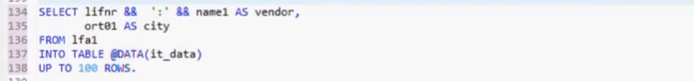 134 SELECT lifnr && ':' && name1 AS vendor,
135 ort01 AS city
136 FROM lfa1
137 INTO TABLE @DATA(it_data)
138 UP TO 100 ROWS.